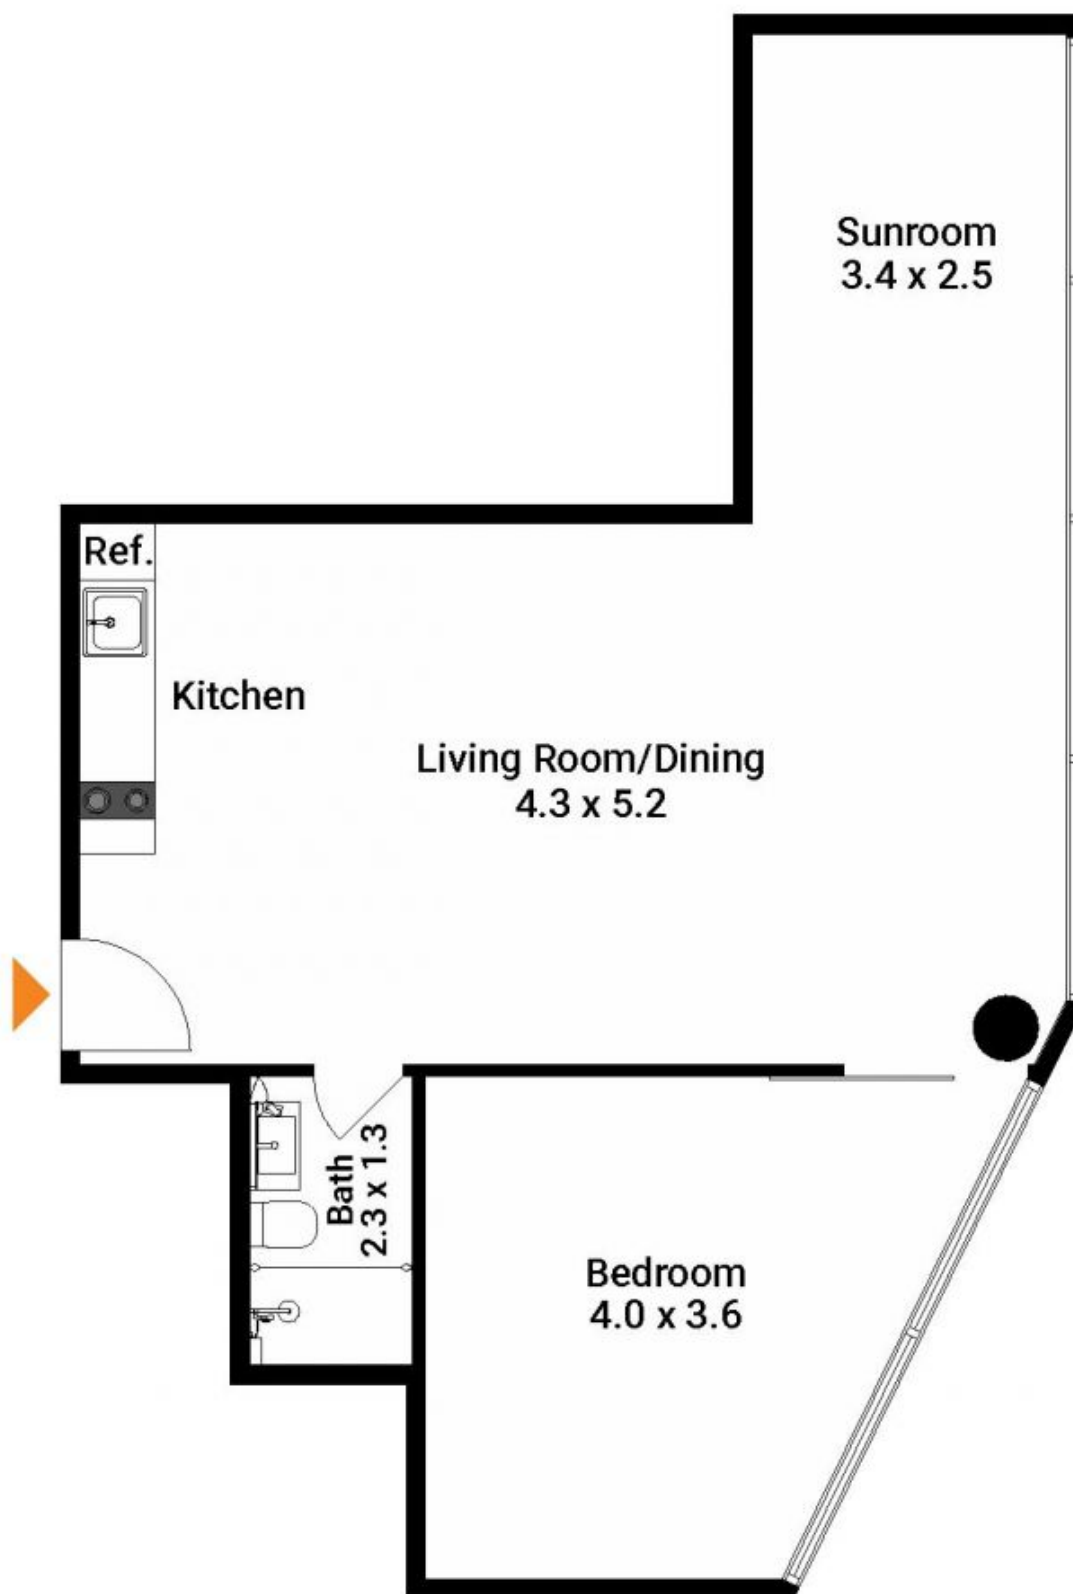 Sunroom
3.4 x 2.5
Ref.
Kitchen
Living Room/Dining
4.3 x 5.2
Bath
2.3 x 1.3
Bedroom
4.0 x 3.6